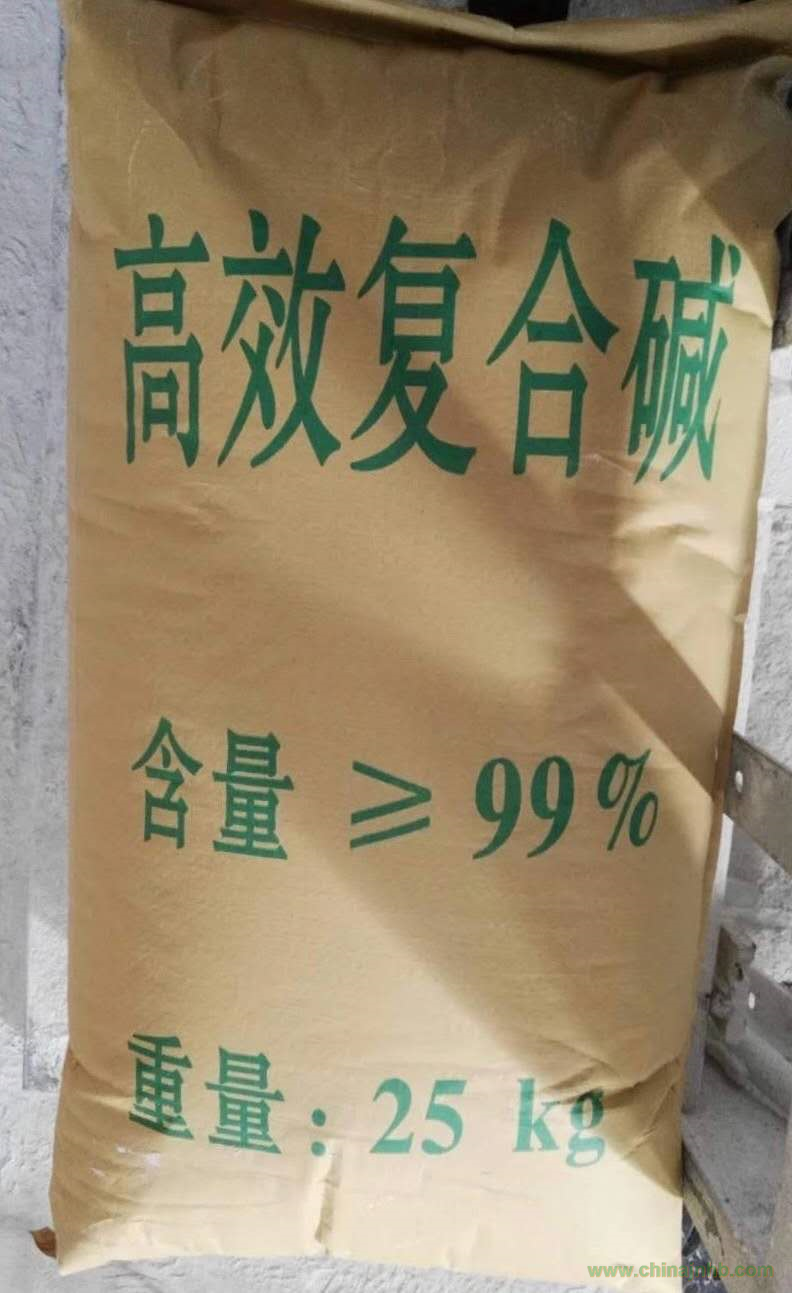 高效复合碱
含量 ≥ 99%
重量: 25 kg